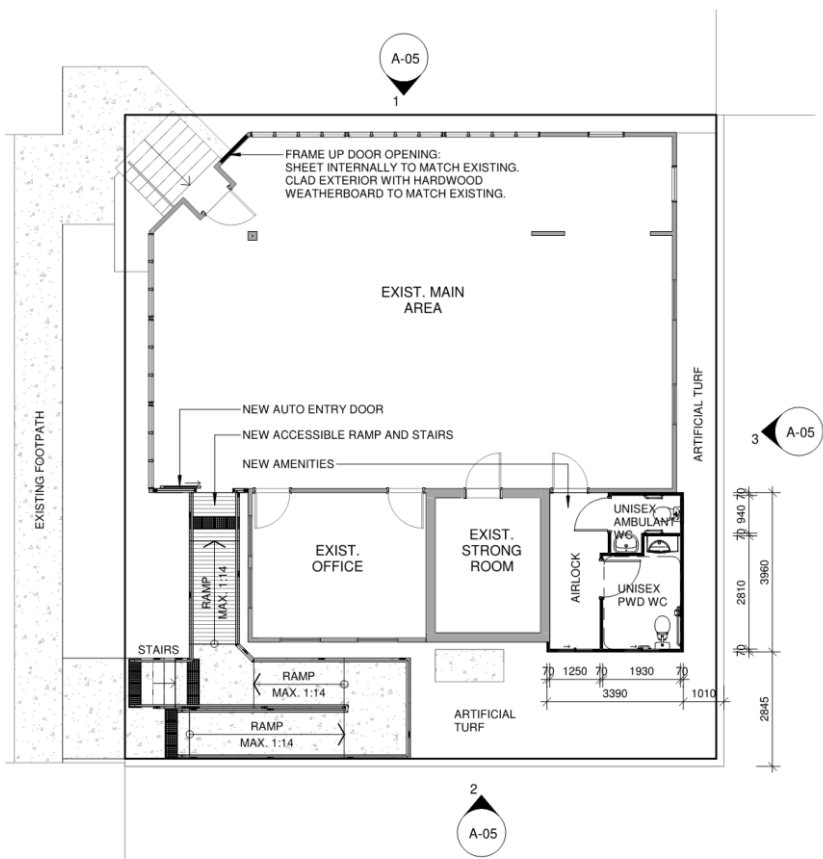 A-05
1
FRAME UP DOOR OPENING:
SHEET INTERNALLY TO MATCH EXISTING.
CLAD EXTERIOR WITH HARDWOOD
WEATHERBOARD TO MATCH EXISTING.
EXIST. MAIN
AREA
ARTIFICIAL TURF
3
A-05
EXISTING FOOTPATH
NEW AUTO ENTRY DOOR
NEW ACCESSIBLE RAMP AND STAIRS
NEW AMENITIES
UNISEX
AMBULANT
WC
EXIST.
OFFICE
EXIST.
STRONG
ROOM
AIRLOCK
UNISEX
PWD WC
RAMP
MAX. 1:14
70
940
70
2810
70
3960
2845
STAIRS
RAMP
MAX. 1:14
RAMP
MAX. 1:14
70 1250 70 1930 70
3390 1010
ARTIFICIAL
TURF
2
A-05